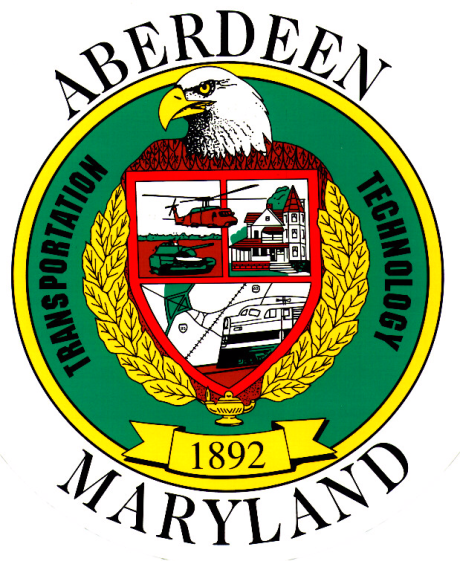 ABERDEEN
TRANSPORTATION
TECHNOLOGY
1892
MARYLAND